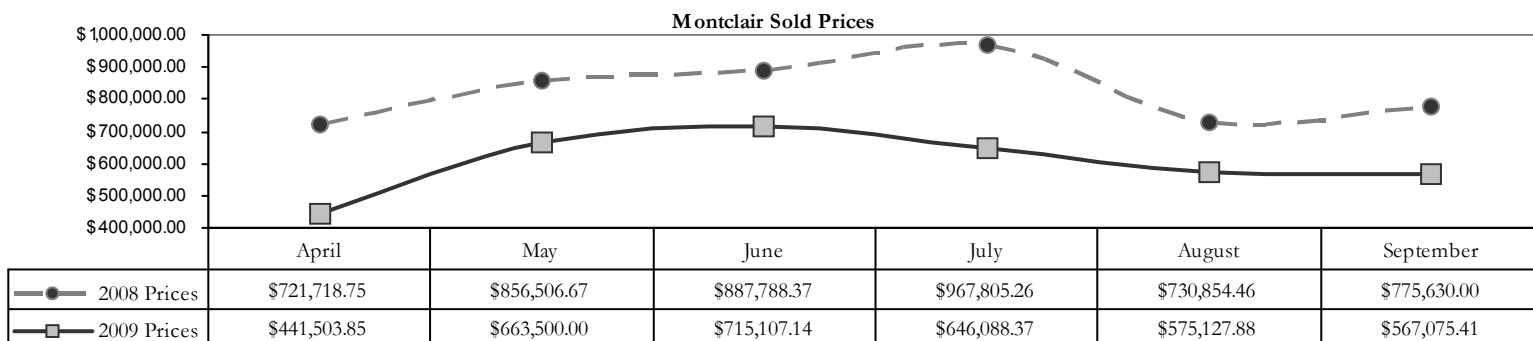 Montclair Sold Prices
$1,000,000.00
$900,000.00
$800,000.00
$700,000.00
$600,000.00
$500,000.00
$400,000.00
April May June July August September
2008 Prices $721,718.75 $856,506.67 $887,788.37 $967,805.26 $730,854.46 $775,630.00
2009 Prices $441,503.85 $663,500.00 $715,107.14 $646,088.37 $575,127.88 $567,075.41